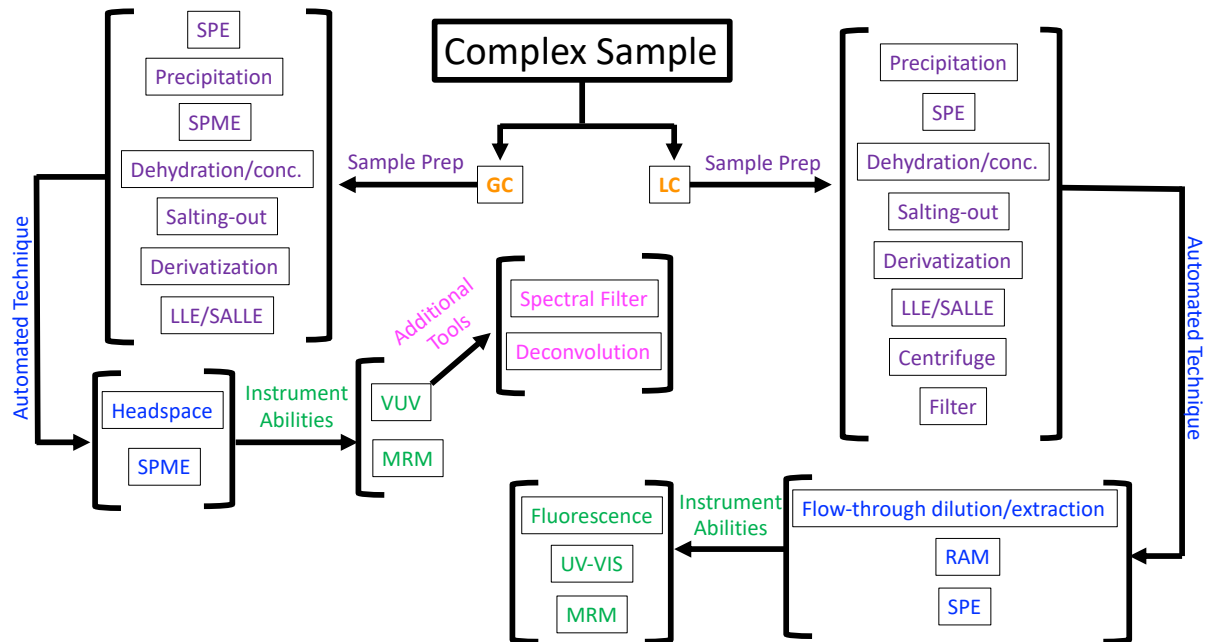 Complex Sample
GC
LC
Sample Prep
SPE
Precipitation
SPME
Dehydration/conc.
Salting-out
Derivatization
LLE/SALLE
Automated Technique
Headspace
SPME
Instrument
Abilities
VUV
MRM
Additional
Tools
Spectral Filter
Deconvolution
Sample Prep
Precipitation
SPE
Dehydration/conc.
Salting-out
Derivatization
LLE/SALLE
Centrifuge
Filter
Automated Technique
Flow-through dilution/extraction
RAM
SPE
Instrument
Abilities
Fluorescence
UV-VIS
MRM